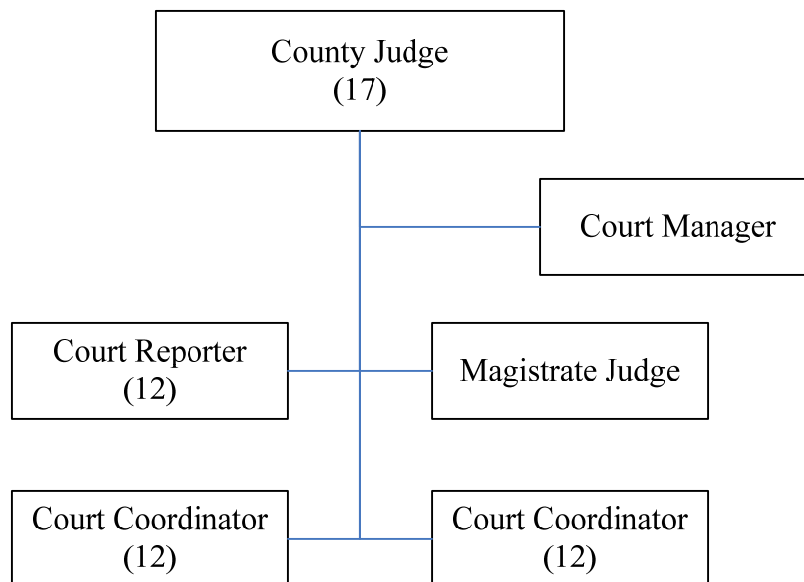 County Judge
(17)
Court Manager
Court Reporter
(12)
Magistrate Judge
Court Coordinator
(12)
Court Coordinator
(12)